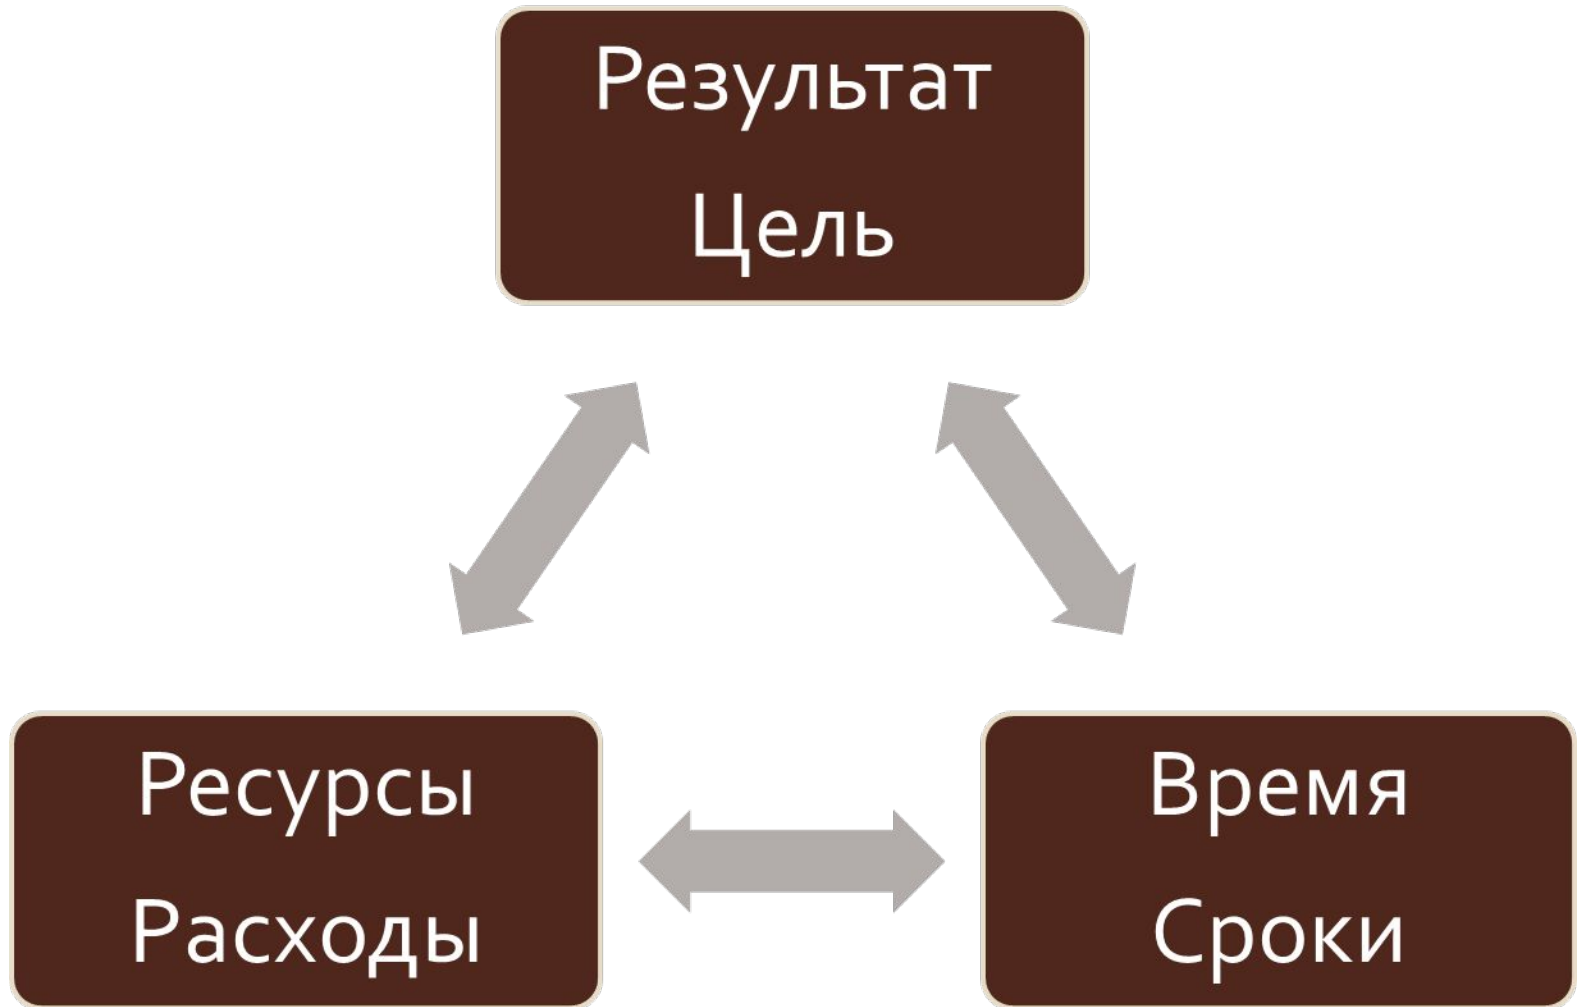 Результат
Цель
Ресурсы
Расходы
Время
Сроки